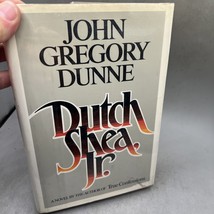 JOHN
GREGORY
DUNNE
Dutch
Shea,
Jr.
A NOVEL BY THE AUTHOR OF True Confessions